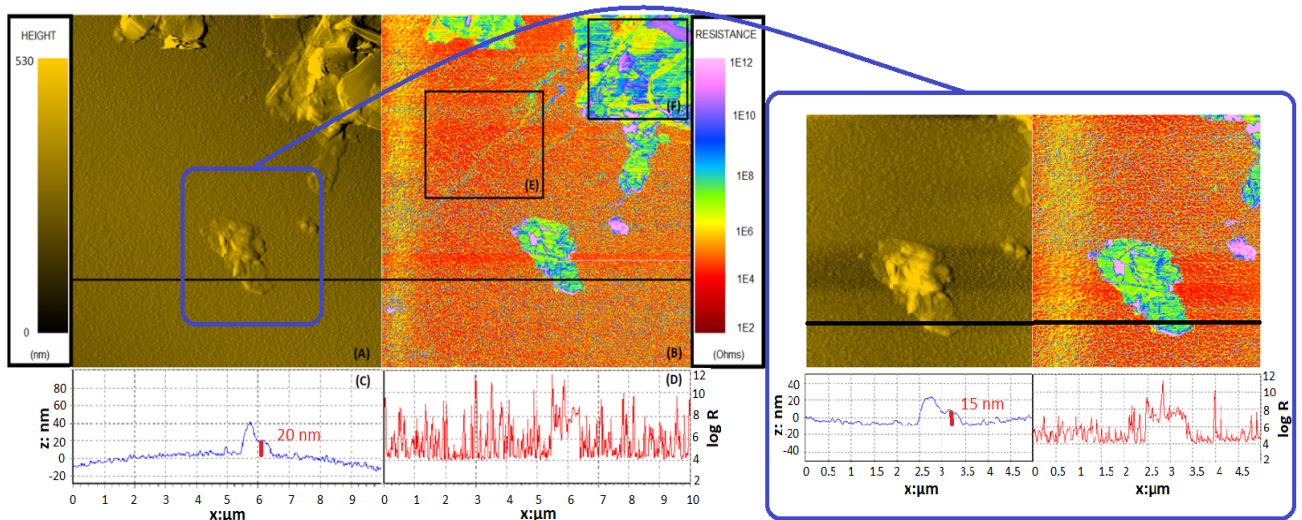 HEIGHT
530
0
(nm)
(A)
(B)
(E)
(F)
RESISTANCE
1E12
1E10
1E8
1E6
1E4
1E2
(Ohms)
(C)
z: nm
80
60
40
20
0
-20
20 nm
0 1 2 3 4 5 6 7 8 9
x:µm
(D)
12
10
8
6
4
2
log R
0 1 2 3 4 5 6 7 8 9 10
x:µm
z: nm
40
20
0
-20
-40
15 nm
0 0.5 1 1.5 2 2.5 3 3.5 4 4.5
x:µm
12
10
8
6
4
2
log R
0 0.5 1 1.5 2 2.5 3 3.5 4 4.5
x:µm